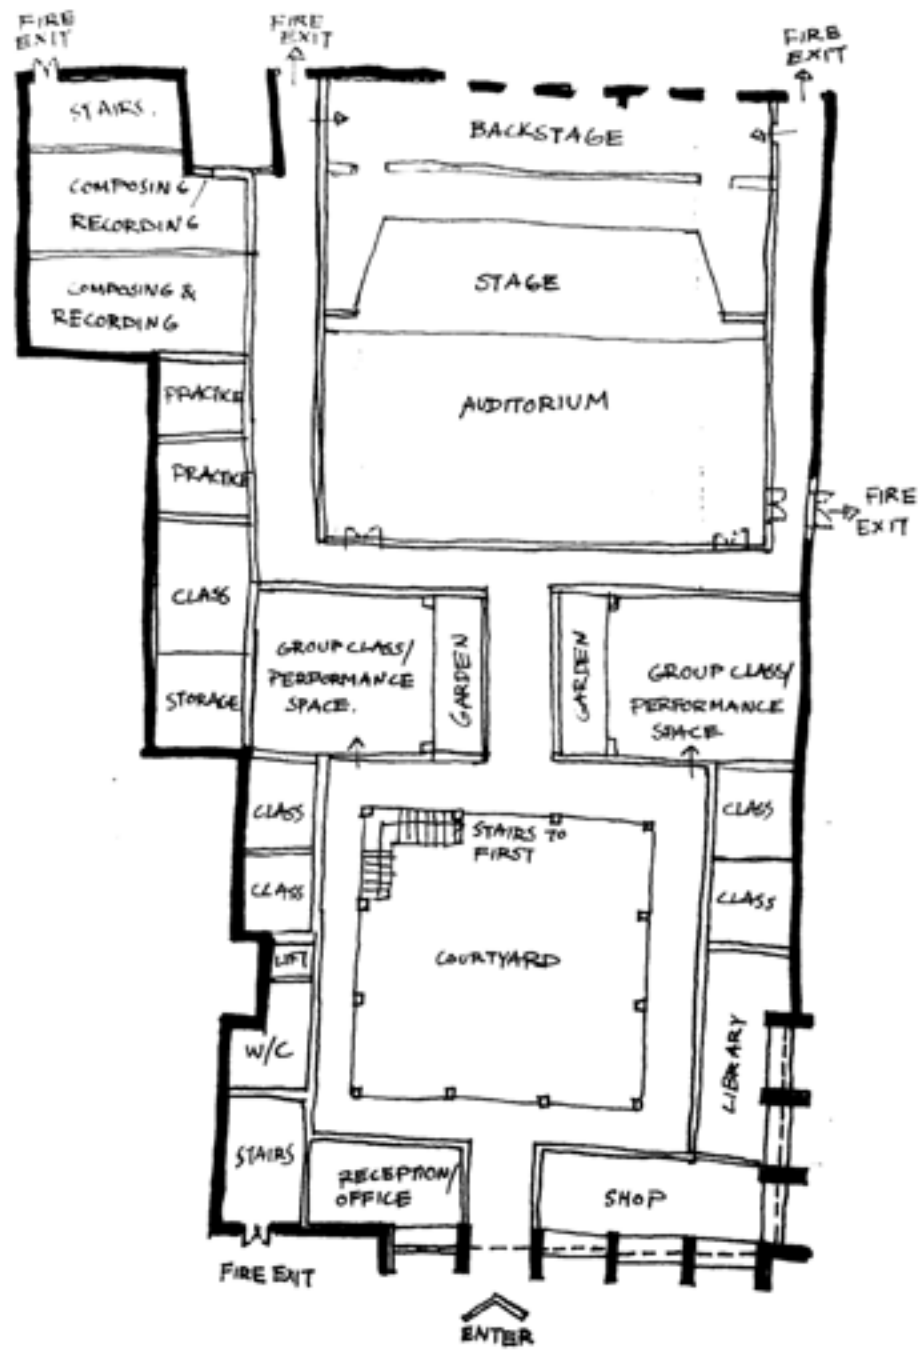 FIRE
EXIT
FIRE
EXIT
FIRE
EXIT
STAIRS.
BACKSTAGE
COMPOSING
RECORDING
STAGE
COMPOSING &
RECORDING
PRACTICE
AUDITORIUM
PRACTICE
FIRE
EXIT
CLASS
GROUP CLASS/
PERFORMANCE
SPACE.
GARDEN
GARDEN
GROUP CLASS/
PERFORMANCE
SPACE
STORAGE
CLASS
STAIRS TO
FIRST
CLASS
CLASS
CLASS
LIFT
COURTYARD
W/C
LIBRARY
STAIRS
RECEPTION/
OFFICE
SHOP
FIRE EXIT
ENTER